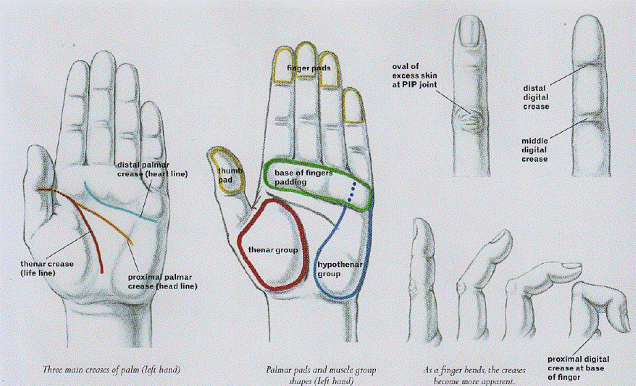 distal palmar
crease (heart line)
thenar crease
(life line)
proximal palmar
crease (head line)
Three main creases of palm (left hand)
finger pads
thumb
pad
base of fingers
padding
thenar group
hypothenar
group
Palmar pads and muscle group
shapes (left hand)
oval of
excess skin
at PIP joint
distal
digital
crease
middle
digital
crease
proximal digital
crease at base
of finger
As a finger bends, the creases
become more apparent.